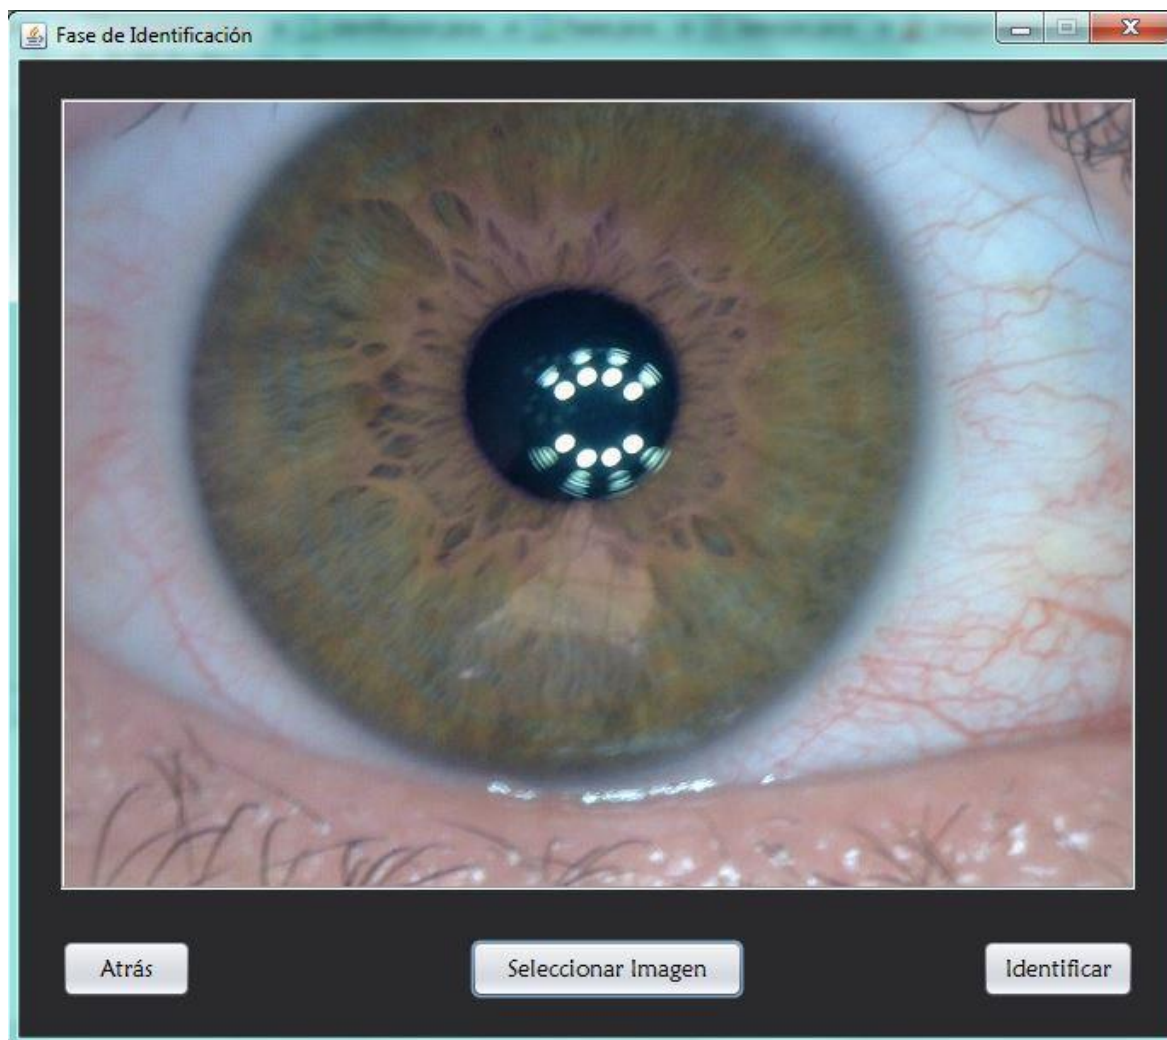 Fase de Identificación
Atrás
Seleccionar Imagen
Identificar